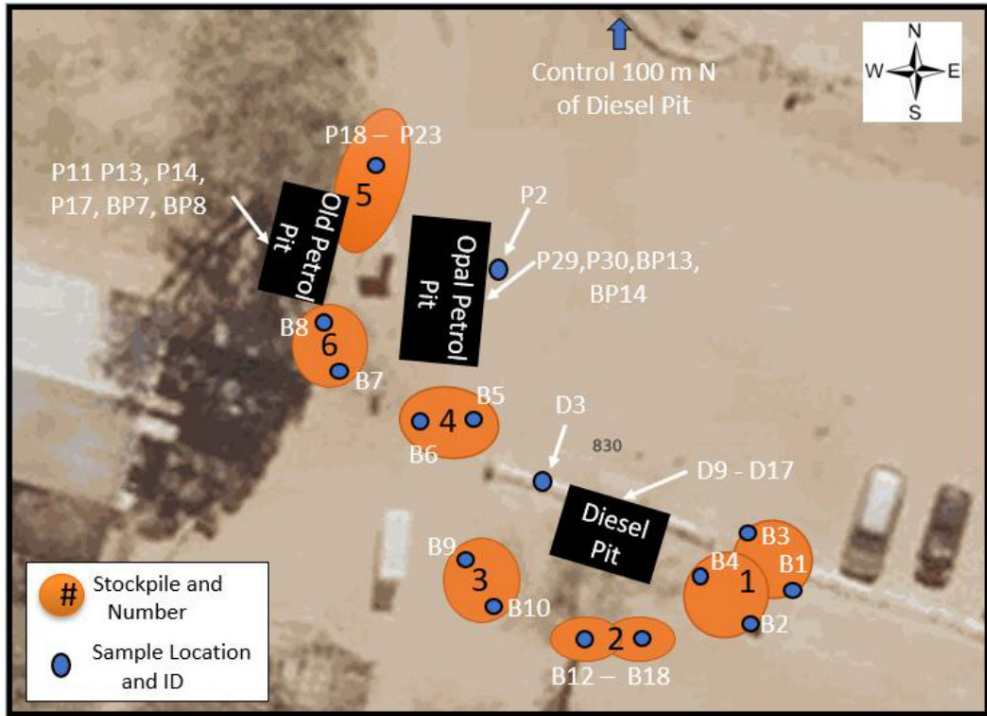 N
W E
S
Control 100 m N
of Diesel Pit
P18 – P23
P11 P13, P14,
P17, BP7, BP8
5
Old Petrol
Pit
P2
Opal Petrol
Pit
P29,P30,BP13,
BP14
B8
6
B7
B5
4
B6
D3
830
D9 - D17
Diesel
Pit
B9
3
B10
B3
B4
1
B1
B2
2
B12 – B18
# Stockpile and
Number
Sample Location
and ID